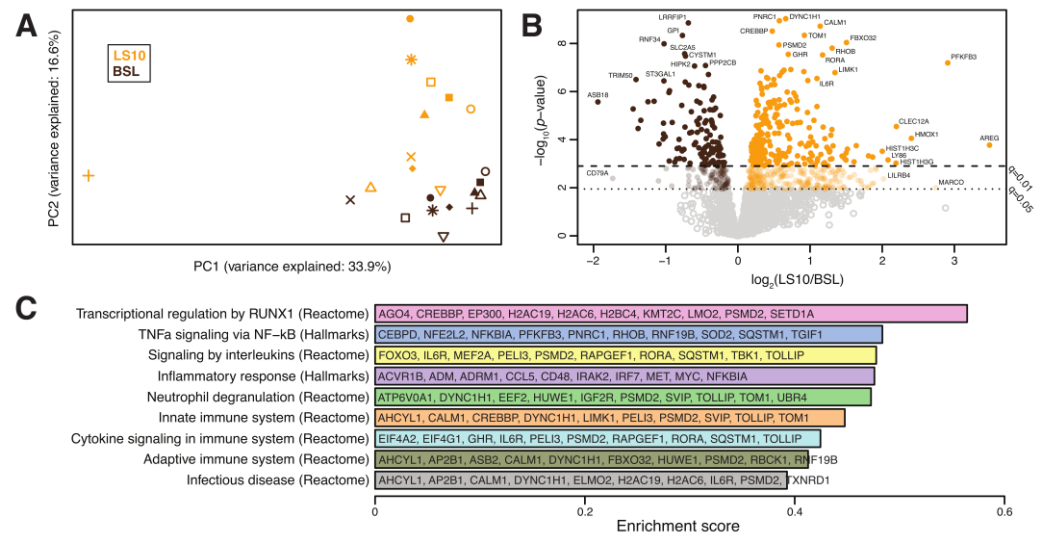 A
LS10
BSL
PC2 (variance explained: 16.6%)
PC1 (variance explained: 33.9%)
B
−log10(p−value)
8
6
4
2
0
−2
−1
0
1
2
3
log2(LS10/BSL)
LRRFIP1
GPI
RNF34
SLC2A5
CYSTM1
HIPK2
PPP2CB
ST3GAL1
TRIM50
ASB18
CD79A
PNRC1
DYNC1H1
CREBBP
CALM1
TOM1
FBXO32
PSMD2
RHOB
GHR
RORA
LIMK1
IL6R
PFKFB3
CLEC12A
HMOX1
AREG
HIST1H3C
LY96
HIST1H3G
LILRB4
MARCO
q=0.01
q=0.05
C
Transcriptional regulation by RUNX1 (Reactome) AGO4, CREBBP, EP300, H2AC19, H2AC6, H2BC4, KMT2C, LMO2, PSMD2, SETD1A
TNFa signaling via NF−kB (Hallmarks) CEBPD, NFE2L2, NFKBIA, PFKFB3, PNRC1, RHOB, RNF19B, SOD2, SQSTM1, TGIF1
Signaling by interleukins (Reactome) FOXO3, IL6R, MEF2A, PELI3, PSMD2, RAPGEF1, RORA, SQSTM1, TBK1, TOLLIP
Inflammatory response (Hallmarks) ACVR1B, ADM, ADRM1, CCL5, CD48, IRAK2, IRF7, MET, MYC, NFKBIA
Neutrophil degranulation (Reactome) ATP6V0A1, DYNC1H1, EEF2, HUWE1, IGF2R, PSMD2, SVIP, TOLLIP, TOM1, UBR4
Innate immune system (Reactome) AHCYL1, CALM1, CREBBP, DYNC1H1, LIMK1, PELI3, PSMD2, SVIP, TOLLIP, TOM1
Cytokine signaling in immune system (Reactome) EIF4A2, EIF4G1, GHR, IL6R, PELI3, PSMD2, RAPGEF1, RORA, SQSTM1, TOLLIP
Adaptive immune system (Reactome) AHCYL1, AP2B1, ASB2, CALM1, DYNC1H1, FBXO32, HUWE1, PSMD2, RBCK1, RNF19B
Infectious disease (Reactome) AHCYL1, AP2B1, CALM1, DYNC1H1, ELMO2, H2AC19, H2AC6, IL6R, PSMD2, TXNRD1
0 0.2 0.4 0.6
Enrichment score